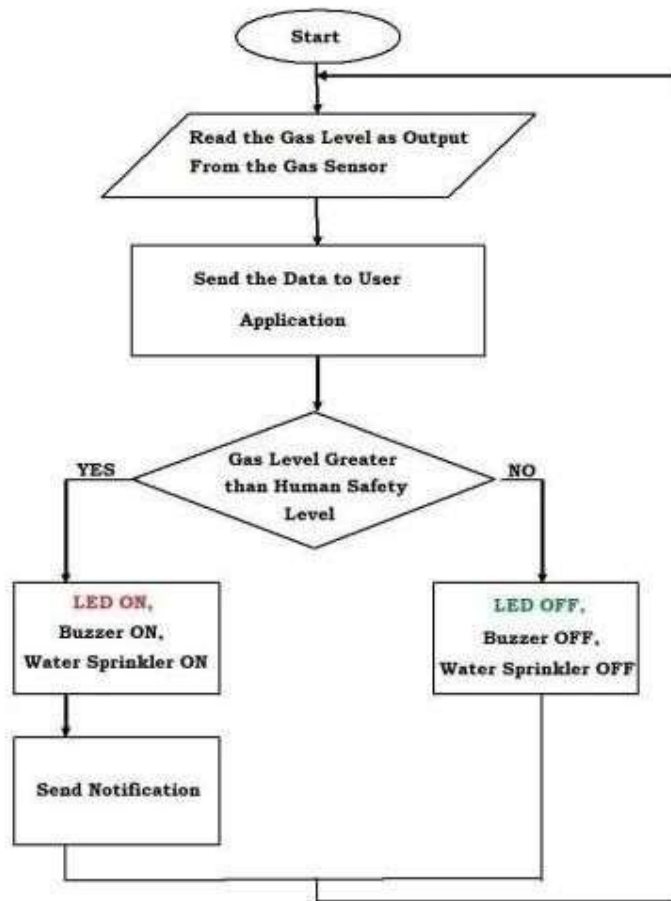 Start
Read the Gas Level as Output
From the Gas Sensor
Send the Data to User
Application
Gas Level Greater
than Human Safety
Level
YES
NO
LED ON,
Buzzer ON,
Water Sprinkler ON
LED OFF,
Buzzer OFF,
Water Sprinkler OFF
Send Notification